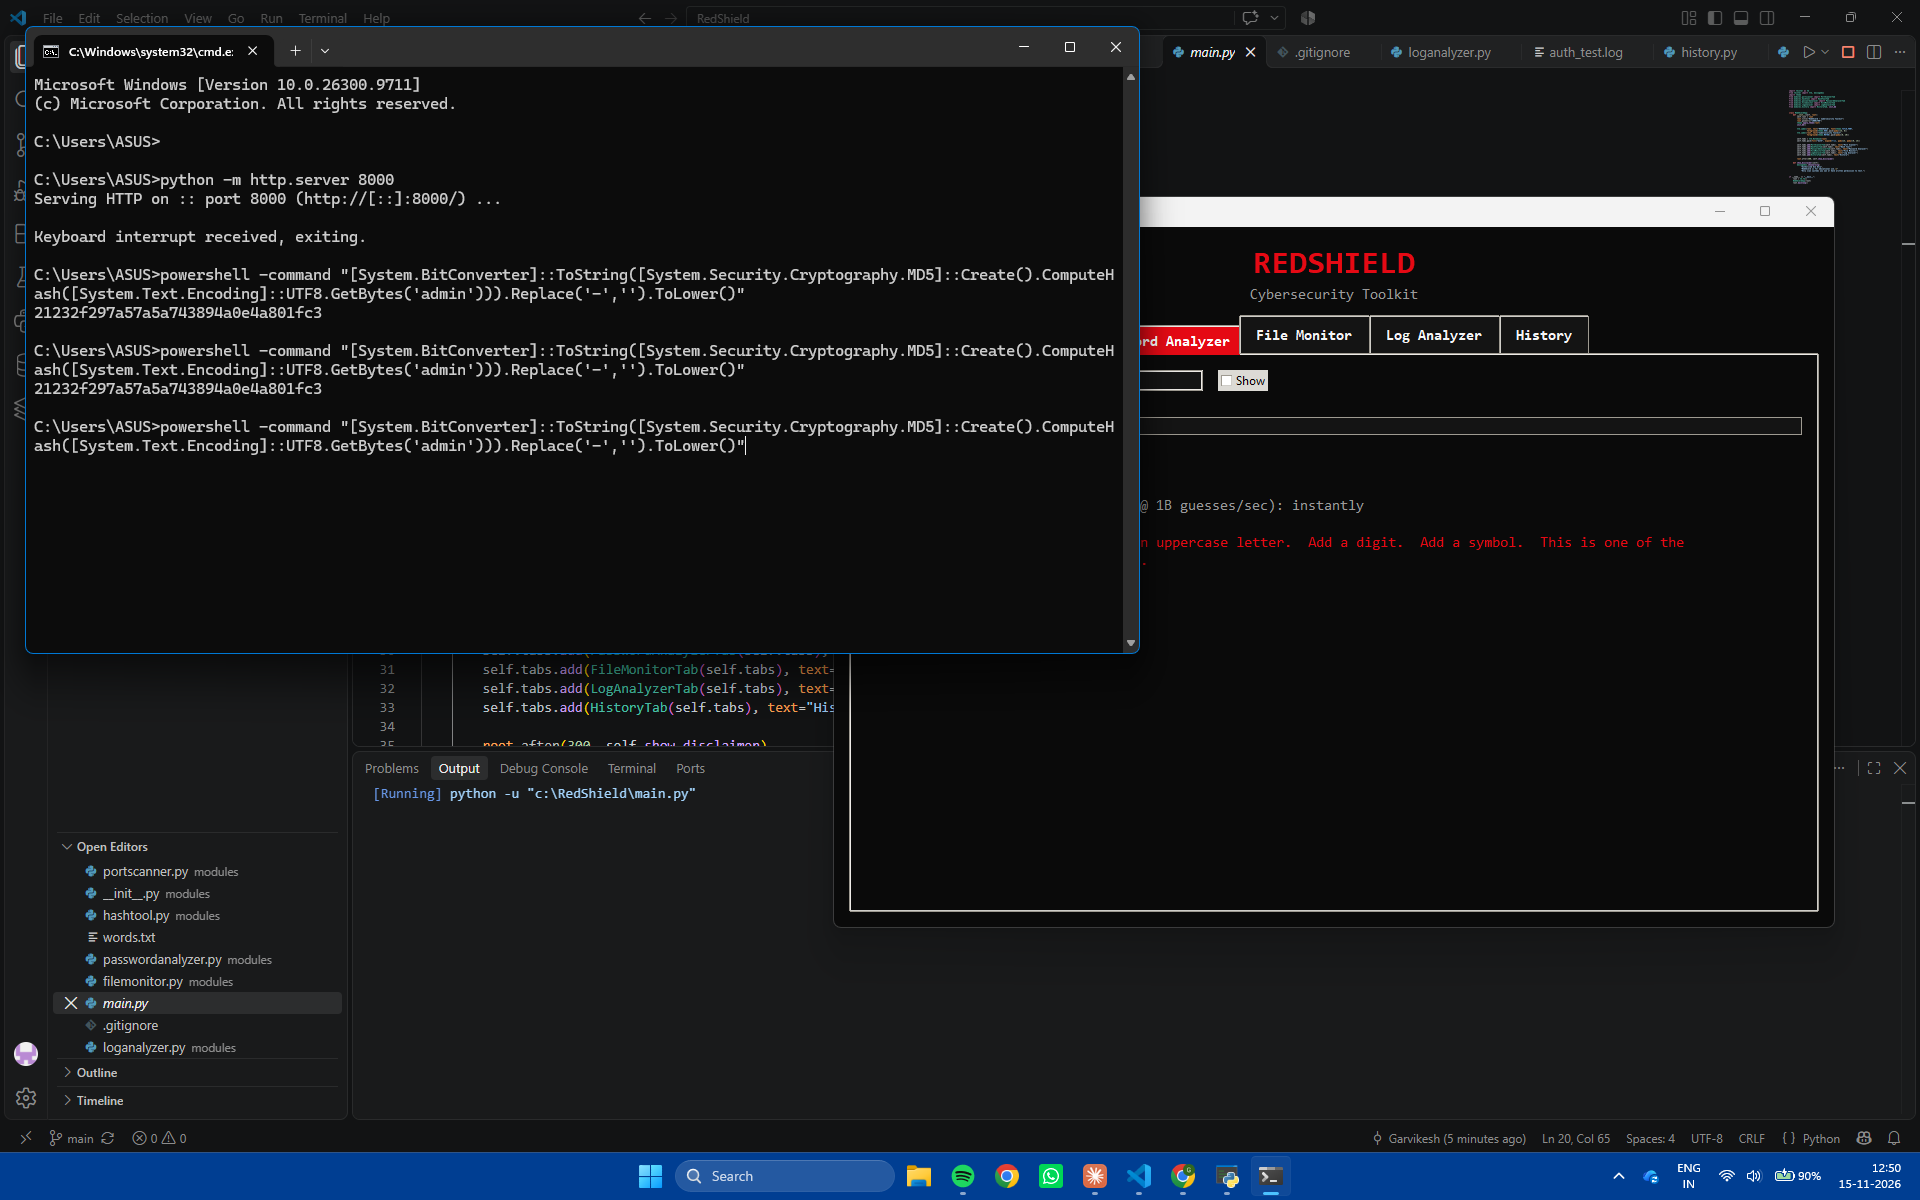 File Edit Selection View Go Run Terminal Help
RedShield
C:\Windows\system32\cmd.e:
Microsoft Windows [Version 10.0.26300.9711]
(c) Microsoft Corporation. All rights reserved.
C:\Users\ASUS>
C:\Users\ASUS>python -m http.server 8000
Serving HTTP on :: port 8000 (http://[::]:8000/) ...
Keyboard interrupt received, exiting.
C:\Users\ASUS>powershell -command "[System.BitConverter]::ToString([System.Security.Cryptography.MD5]::Create().ComputeH
ash([System.Text.Encoding]::UTF8.GetBytes('admin'))).Replace('-','').ToLower()"
21232f297a57a5a743894a0e4a801fc3
C:\Users\ASUS>powershell -command "[System.BitConverter]::ToString([System.Security.Cryptography.MD5]::Create().ComputeH
ash([System.Text.Encoding]::UTF8.GetBytes('admin'))).Replace('-','').ToLower()"
21232f297a57a5a743894a0e4a801fc3
C:\Users\ASUS>powershell -command "[System.BitConverter]::ToString([System.Security.Cryptography.MD5]::Create().ComputeH
ash([System.Text.Encoding]::UTF8.GetBytes('admin'))).Replace('-','').ToLower()"
main.py .gitignore loganalyzer.py auth_test.log history.py
REDSHIELD
Cybersecurity Toolkit
rd Analyzer File Monitor Log Analyzer History
Show
@ 1B guesses/sec): instantly
n uppercase letter. Add a digit. Add a symbol. This is one of the
.
31 self.tabs.add(FileMonitorTab(self.tabs), text=
32 self.tabs.add(LogAnalyzerTab(self.tabs), text=
33 self.tabs.add(HistoryTab(self.tabs), text="His
34
35 root.after(300, self.show_disclaimer)
Problems Output Debug Console Terminal Ports
[Running] python -u "c:\RedShield\main.py"
Open Editors
portscanner.py modules
__init__.py modules
hashtool.py modules
words.txt
passwordanalyzer.py modules
filemonitor.py modules
main.py
.gitignore
loganalyzer.py modules
Outline
Timeline
main 0 0
Garvikesh (5 minutes ago) Ln 20, Col 65 Spaces: 4 UTF-8 CRLF { } Python
Search
ENG
IN
90%
12:50
15-11-2026